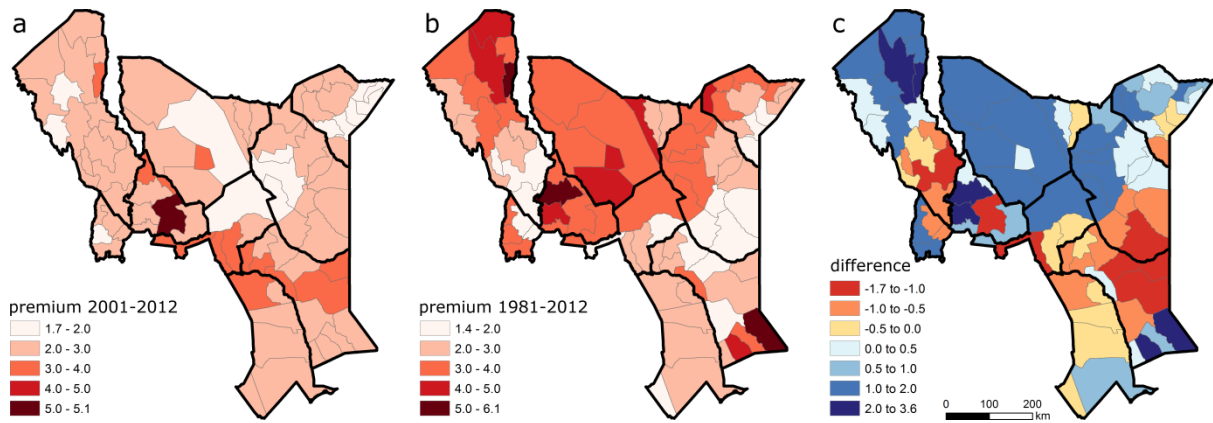 a
premium 2001-2012
1.7 - 2.0
2.0 - 3.0
3.0 - 4.0
4.0 - 5.0
5.0 - 5.1
b
premium 1981-2012
1.4 - 2.0
2.0 - 3.0
3.0 - 4.0
4.0 - 5.0
5.0 - 6.1
c
difference
-1.7 to -1.0
-1.0 to -0.5
-0.5 to 0.0
0.0 to 0.5
0.5 to 1.0
1.0 to 2.0
2.0 to 3.6
0 100 200
km